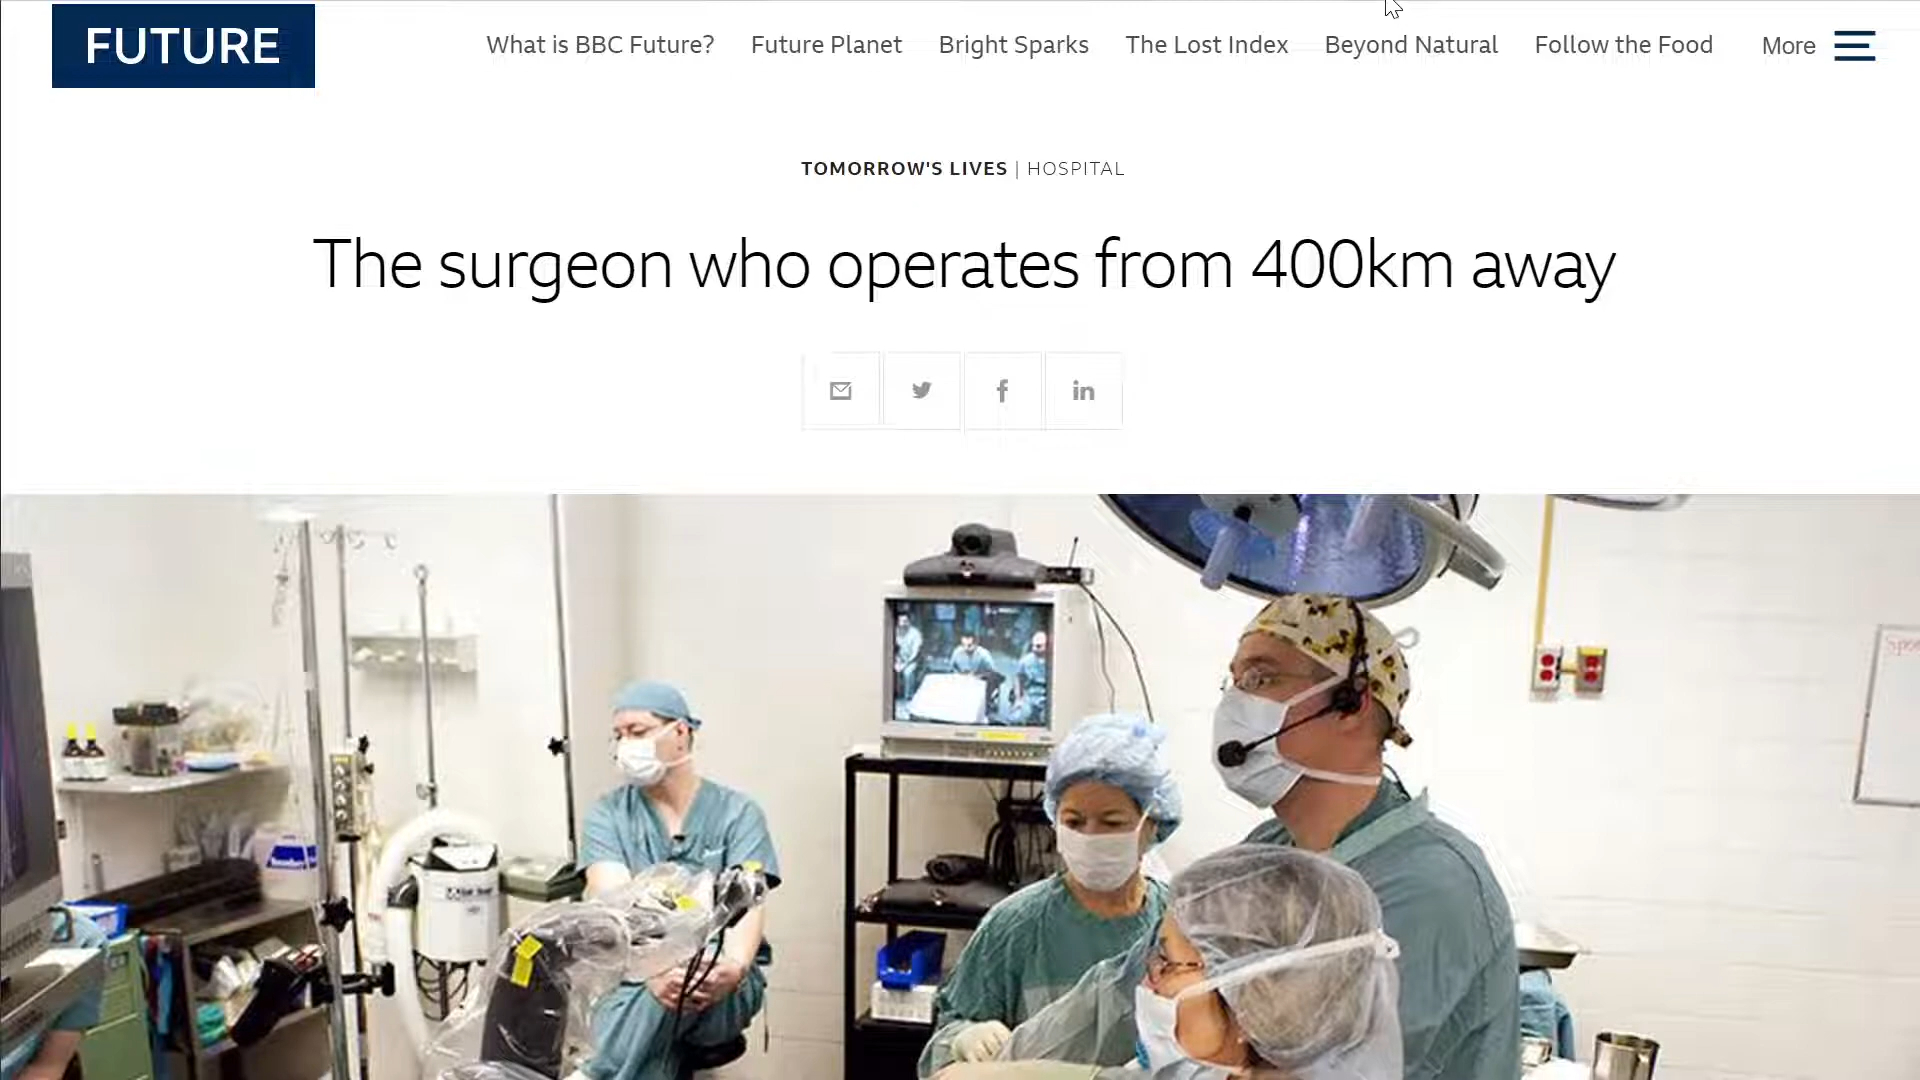 FUTURE
What is BBC Future? Future Planet Bright Sparks The Lost Index Beyond Natural Follow the Food More
TOMORROW'S LIVES | HOSPITAL
The surgeon who operates from 400km away